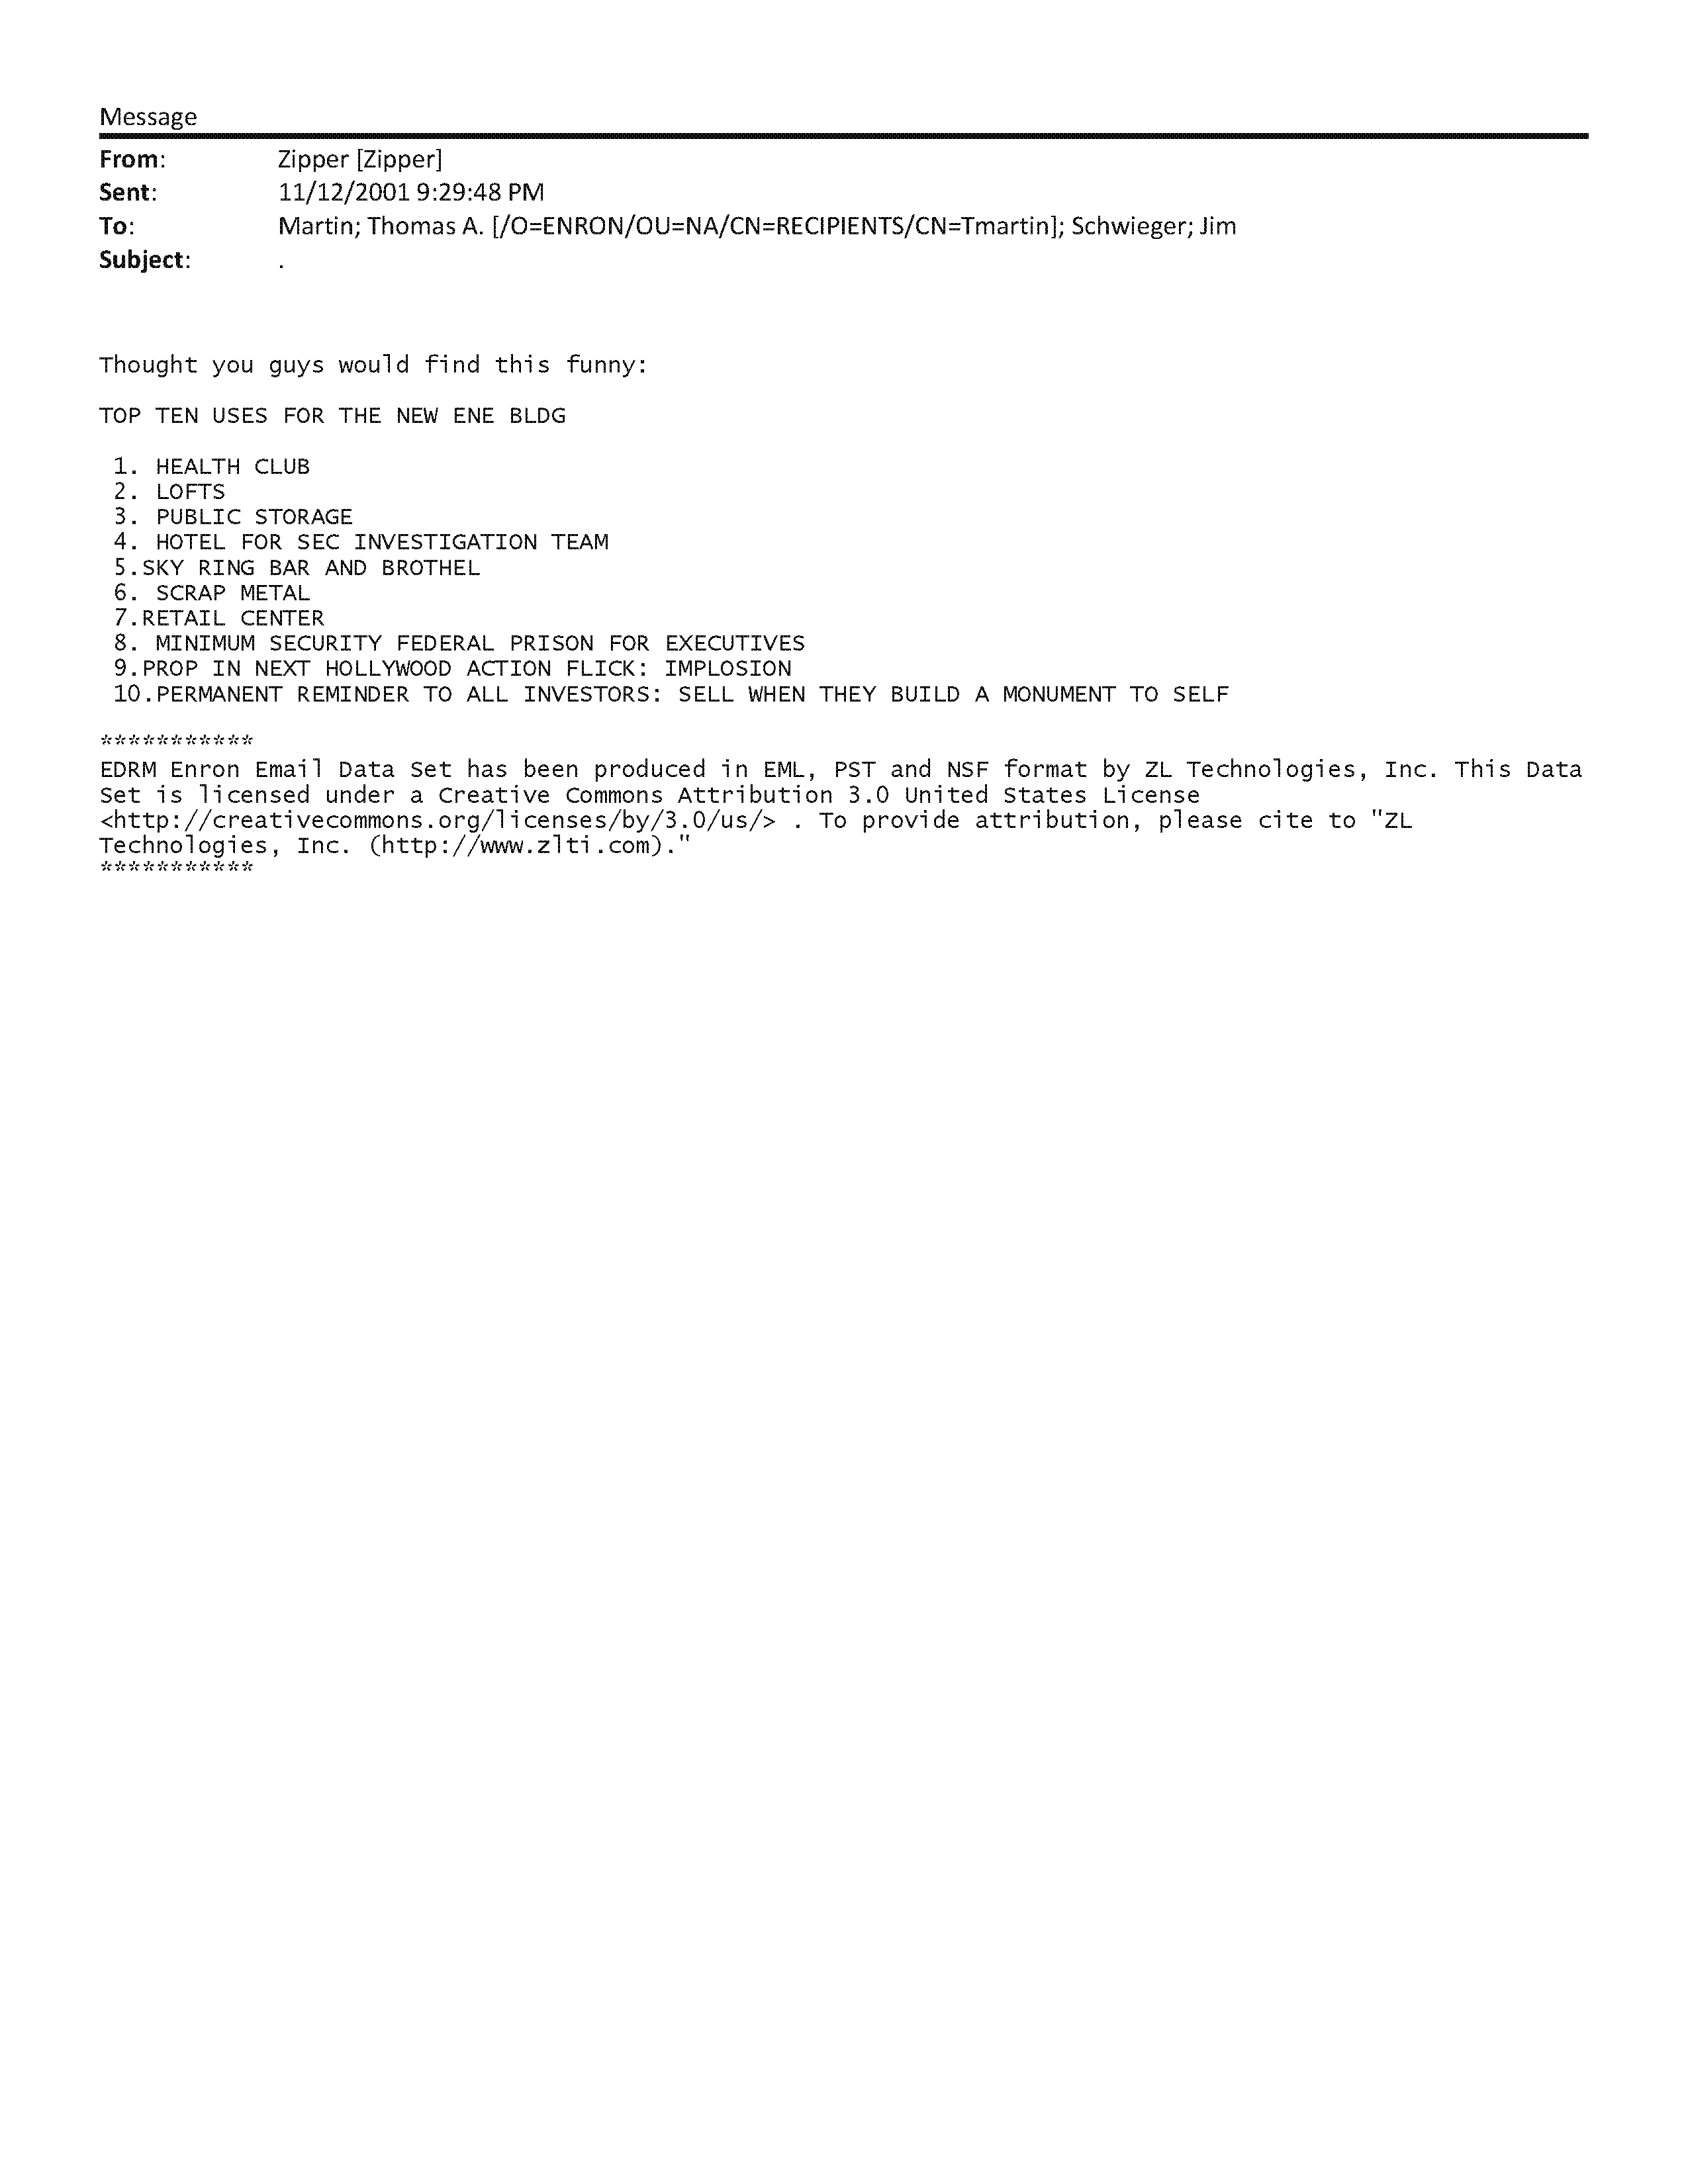 Message
From: Zipper [Zipper]
Sent: 11/12/2001 9:29:48 PM
To: Martin; Thomas A. [/O=ENRON/OU=NA/CN=RECIPIENTS/CN=Tmartin]; Schwieger; Jim
Subject: .
Thought you guys would find this funny:
TOP TEN USES FOR THE NEW ENE BLDG
1. HEALTH CLUB
2. LOFTS
3. PUBLIC STORAGE
4. HOTEL FOR SEC INVESTIGATION TEAM
5.SKY RING BAR AND BROTHEL
6. SCRAP METAL
7.RETAIL CENTER
8. MINIMUM SECURITY FEDERAL PRISON FOR EXECUTIVES
9.PROP IN NEXT HOLLYWOOD ACTION FLICK: IMPLOSION
10.PERMANENT REMINDER TO ALL INVESTORS: SELL WHEN THEY BUILD A MONUMENT TO SELF
***********
EDRM Enron Email Data Set has been produced in EML, PST and NSF format by ZL Technologies, Inc. This Data
Set is licensed under a Creative Commons Attribution 3.0 United States License
<http://creativecommons.org/licenses/by/3.0/us/> . To provide attribution, please cite to "ZL
Technologies, Inc. (http://www.zlti.com)."
***********